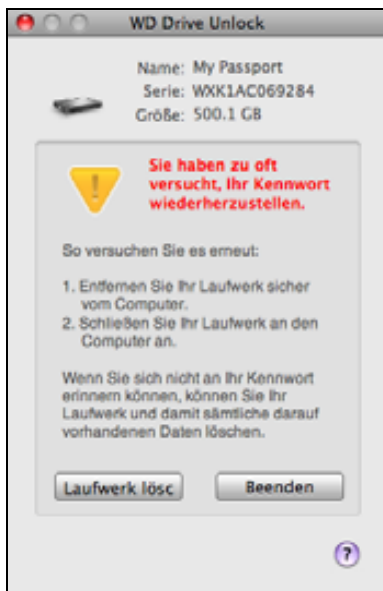 WD Drive Unlock
Name: My Passport
Serie: WXK1AC069284
Größe: 500.1 GB
Sie haben zu oft
versucht, Ihr Kennwort
wiederherzustellen.
So versuchen Sie es erneut:
1. Entfernen Sie Ihr Laufwerk sicher
vom Computer.
2. Schließen Sie Ihr Laufwerk an den
Computer an.
Wenn Sie sich nicht an Ihr Kennwort
erinnern können, können Sie Ihr
Laufwerk und damit sämtliche darauf
vorhandenen Daten löschen.
Laufwerk lösc
Beenden
?